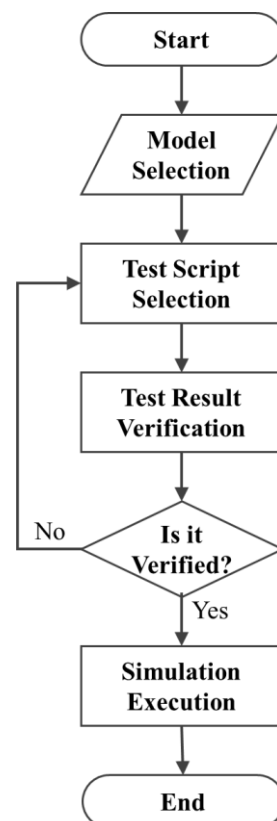 Start
Model
Selection
Test Script
Selection
Test Result
Verification
Is it
Verified?
No
Yes
Simulation
Execution
End